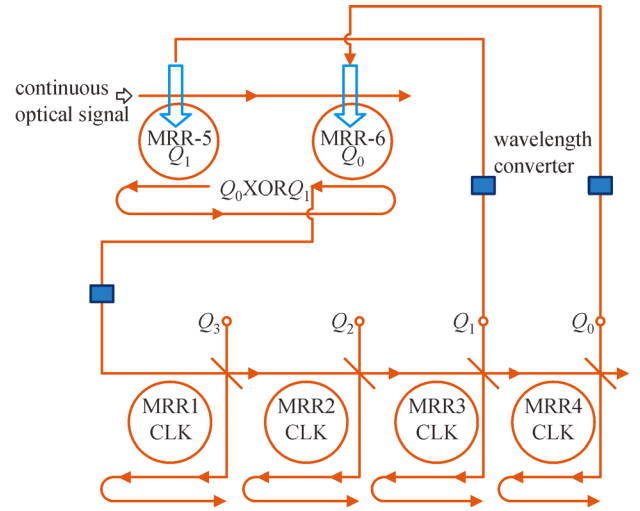 continuous
optical signal
MRR-5
Q₁
MRR-6
Q₀
wavelength
converter
Q₀XORQ₁
Q₃
Q₂
Q₁
Q₀
MRR1
CLK
MRR2
CLK
MRR3
CLK
MRR4
CLK